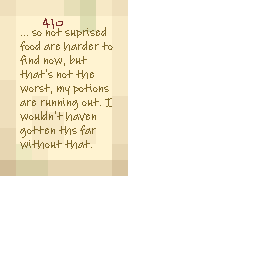 410
... so not suprised
food are harder to
find now, but
that's not the
worst, my potions
are running out. I
wouldn't haven
gotten ths far
without that.